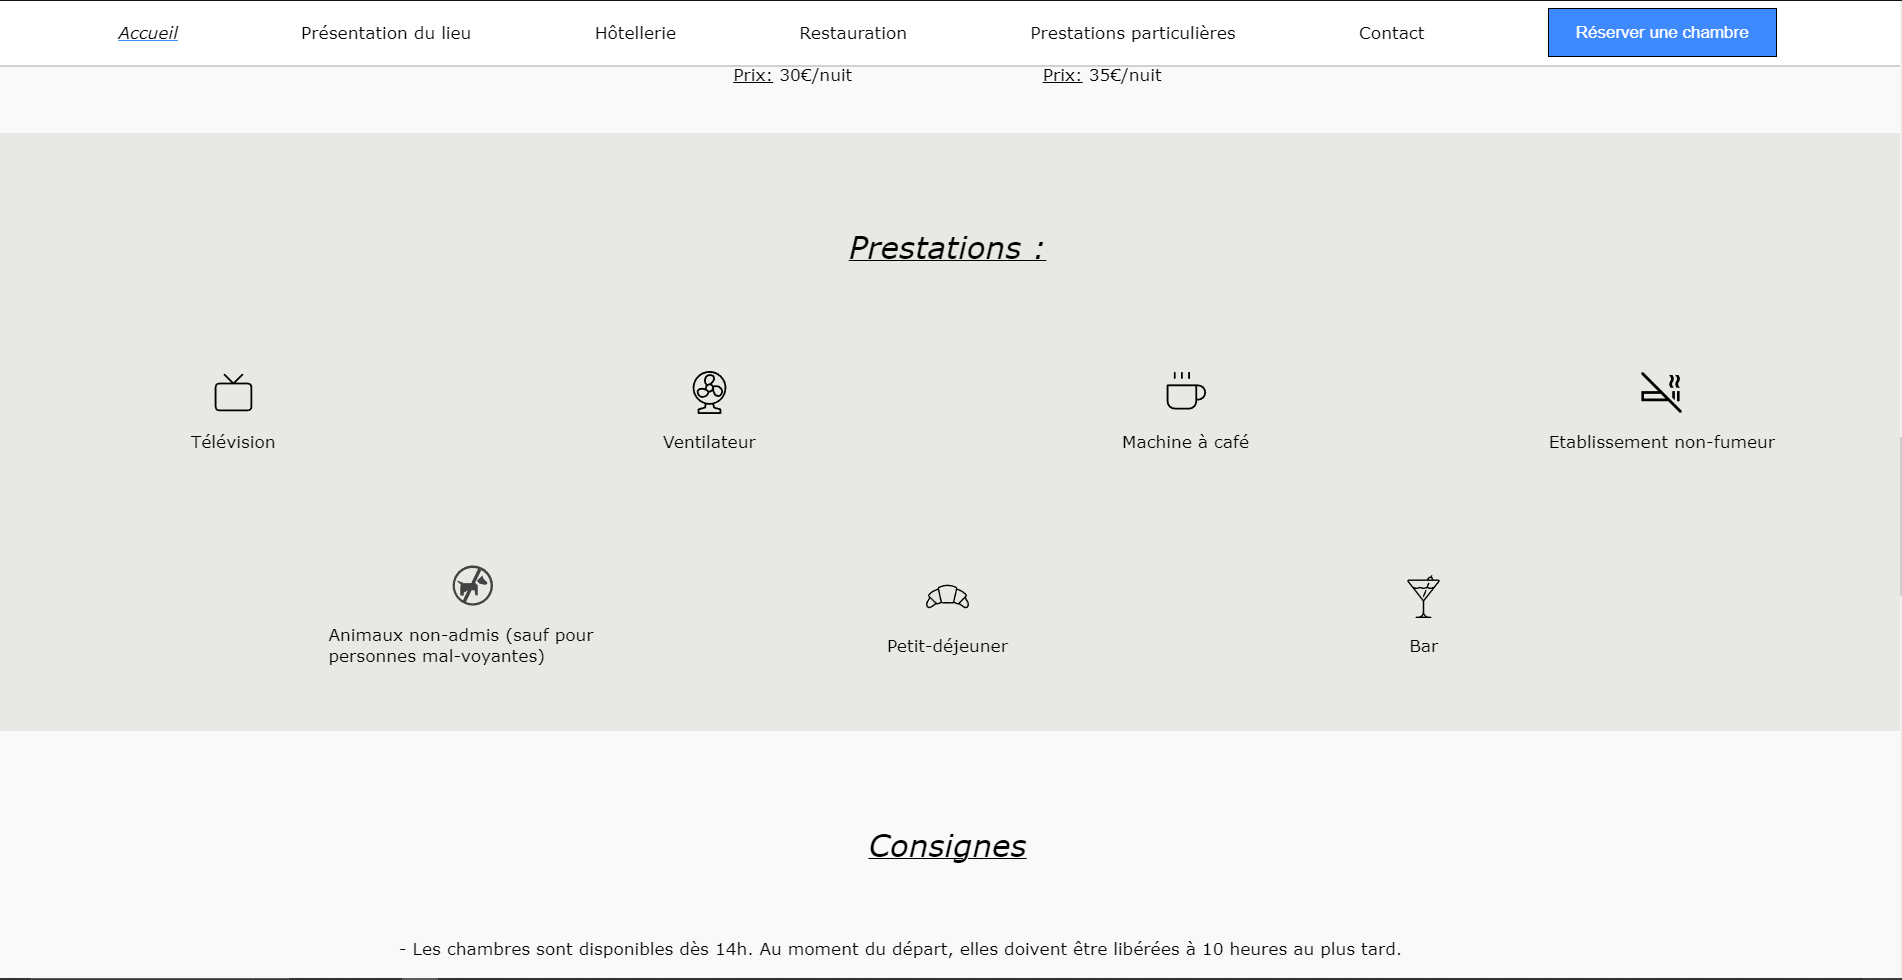 Accueil Présentation du lieu Hôtellerie Restauration Prestations particulières Contact Réserver une chambre
Prix: 30€/nuit Prix: 35€/nuit
Prestations :
Télévision Ventilateur Machine à café Etablissement non-fumeur
Animaux non-admis (sauf pour
personnes mal-voyantes)
Petit-déjeuner Bar
Consignes
- Les chambres sont disponibles dès 14h. Au moment du départ, elles doivent être libérées à 10 heures au plus tard.